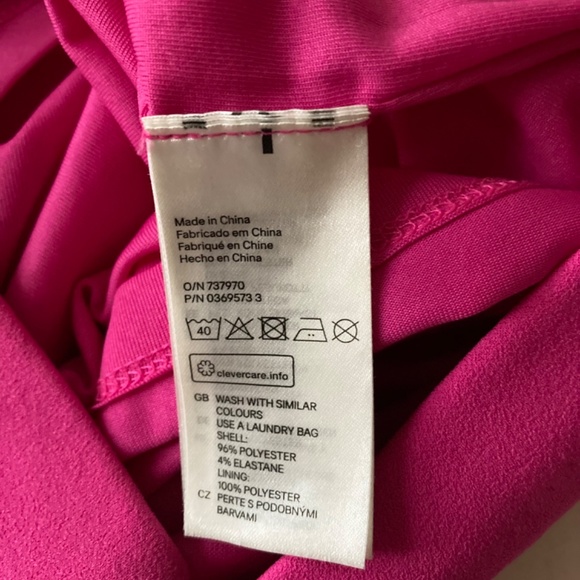 Made in China
Fabricado em China
Fabriqué en Chine
Hecho en China
O/N 737970
P/N 0369573 3
40
clevercare.info
GB WASH WITH SIMILAR
COLOURS
USE A LAUNDRY BAG
SHELL:
96% POLYESTER
4% ELASTANE
LINING:
100% POLYESTER
CZ PERTE S PODOBNÝMI
BARVAMI